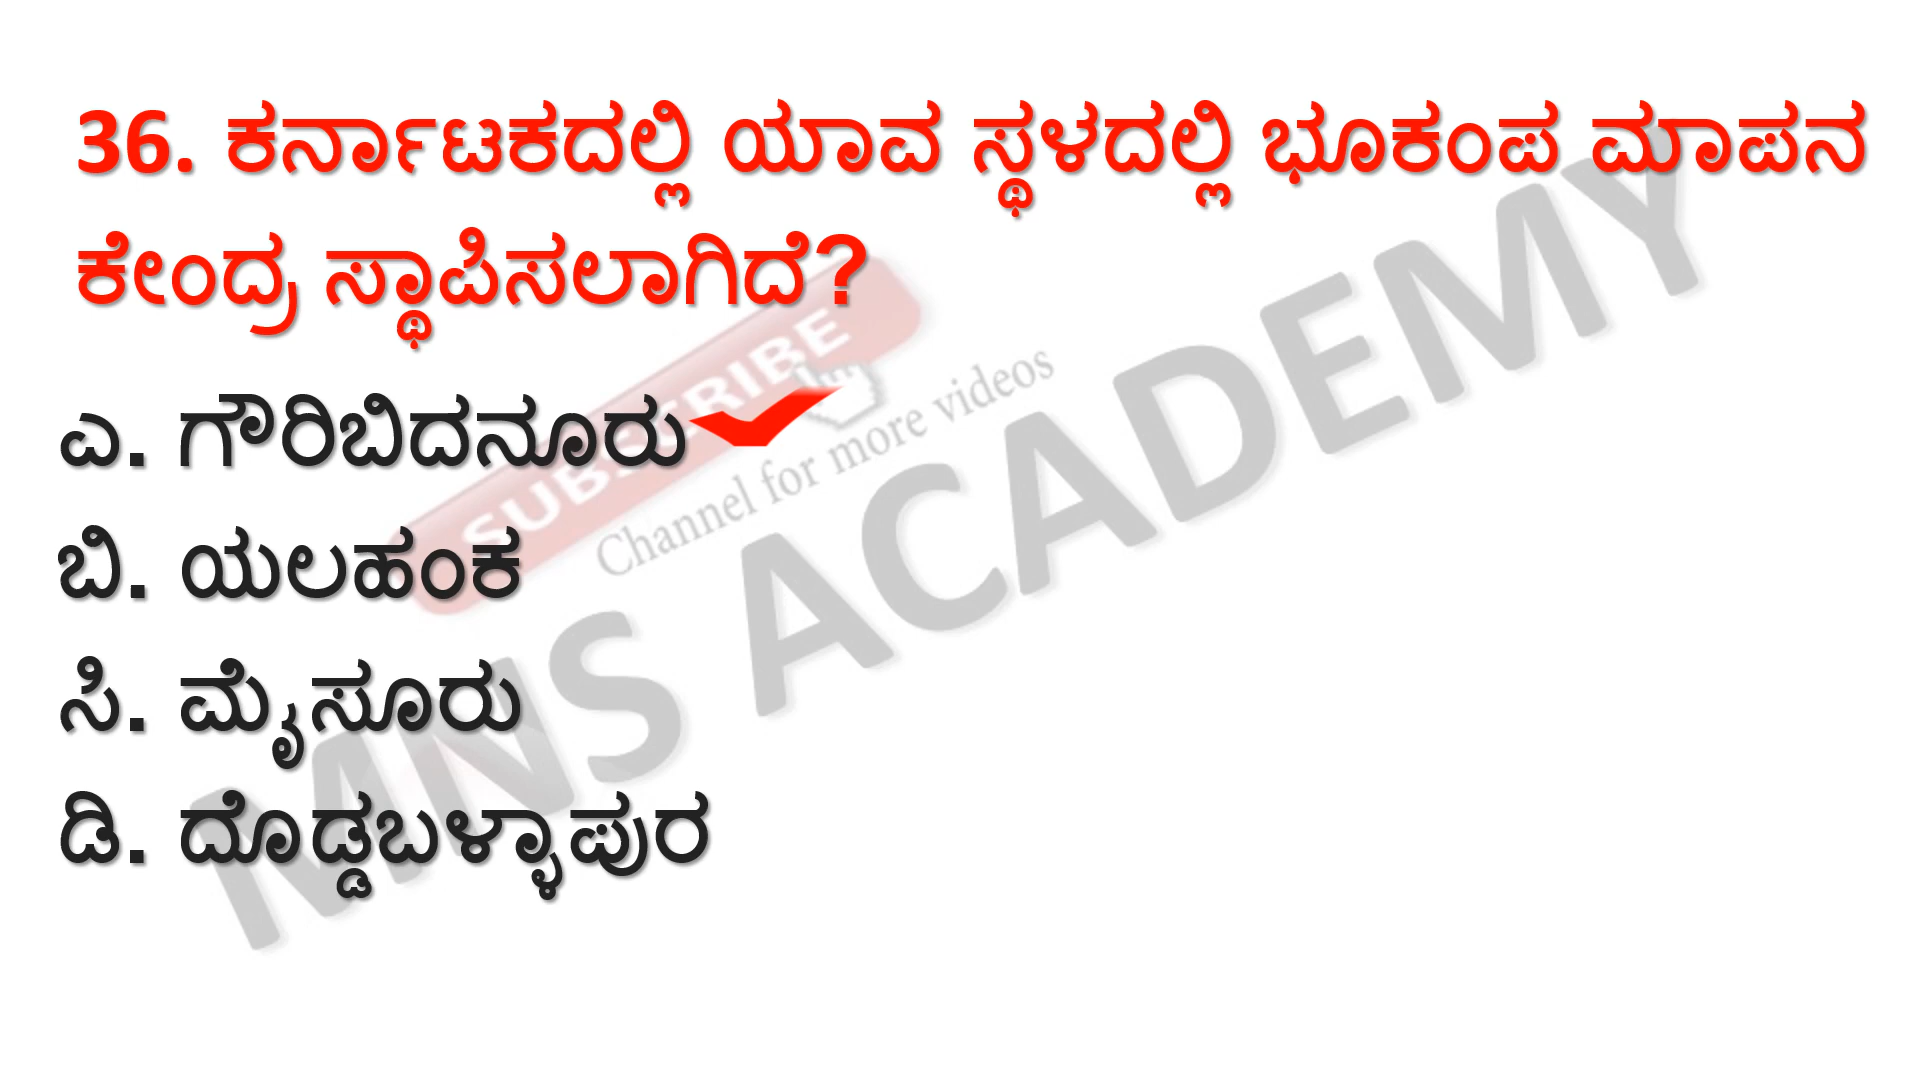 36. ಕರ್ನಾಟಕದಲ್ಲಿ ಯಾವ ಸ್ಥಳದಲ್ಲಿ ಭೂಕಂಪ ಮಾಪನ
ಕೇಂದ್ರ ಸ್ಥಾಪಿಸಲಾಗಿದೆ?
ಎ. ಗೌರಿಬಿದನೂರು
ಬಿ. ಯಲಹಂಕ
ಸಿ. ಮೈಸೂರು
ಡಿ. ದೊಡ್ಡಬಳ್ಳಾಪುರ
SUBSCRIBE
Channel for more videos
MNS ACADEMY